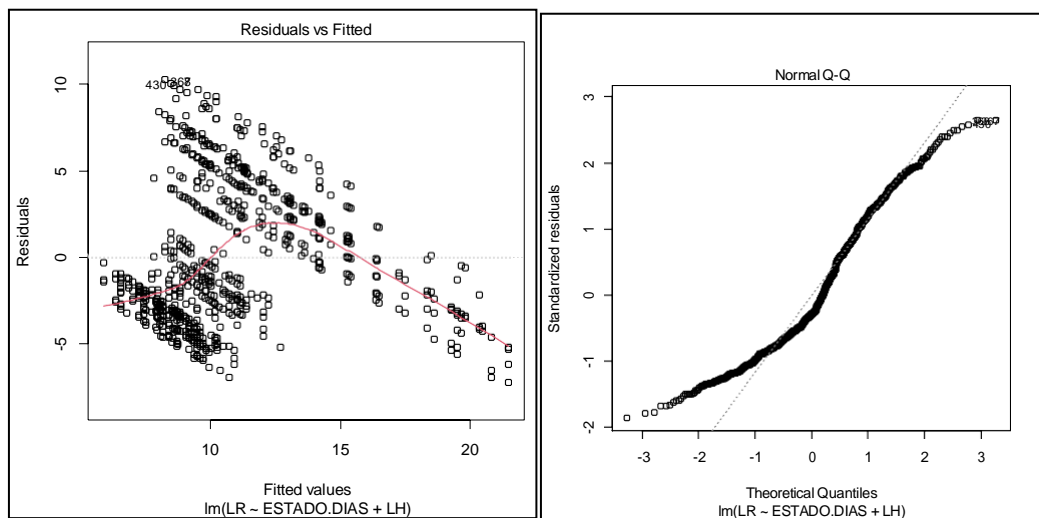 Residuals vs Fitted
Residuals
10
5
0
-5
430
10
15
20
Fitted values
lm(LR ~ ESTADO.DIAS + LH)
Normal Q-Q
Standardized residuals
3
2
1
0
-1
-2
-3
-2
-1
0
1
2
3
Theoretical Quantiles
lm(LR ~ ESTADO.DIAS + LH)